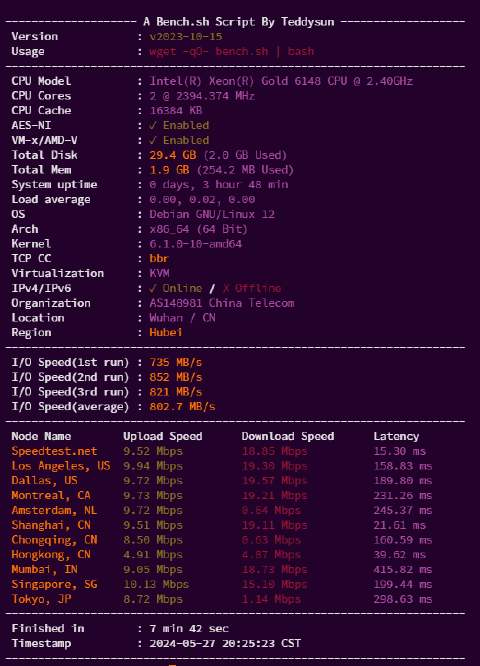 -------------------- A Bench.sh Script By Teddysun -------------------
Version : v2023-10-15
Usage : wget -qO- bench.sh | bash
----------------------------------------------------------------------
CPU Model : Intel(R) Xeon(R) Gold 6148 CPU @ 2.40GHz
CPU Cores : 2 @ 2394.374 MHz
CPU Cache : 16384 KB
AES-NI : ✓ Enabled
VM-x/AMD-V : ✓ Enabled
Total Disk : 29.4 GB (2.0 GB Used)
Total Mem : 1.9 GB (254.2 MB Used)
System uptime : 0 days, 3 hour 48 min
Load average : 0.00, 0.02, 0.00
OS : Debian GNU/Linux 12
Arch : x86_64 (64 Bit)
Kernel : 6.1.0-10-amd64
TCP CC : bbr
Virtualization : KVM
IPv4/IPv6 : ✓ Online / ✗ Offline
Organization : AS148981 China Telecom
Location : Wuhan / CN
Region : Hubei
----------------------------------------------------------------------
I/O Speed(1st run) : 735 MB/s
I/O Speed(2nd run) : 852 MB/s
I/O Speed(3rd run) : 821 MB/s
I/O Speed(average) : 802.7 MB/s
----------------------------------------------------------------------
Node Name Upload Speed Download Speed Latency
Speedtest.net 9.52 Mbps 18.85 Mbps 15.30 ms
Los Angeles, US 9.94 Mbps 19.30 Mbps 158.83 ms
Dallas, US 9.72 Mbps 19.57 Mbps 189.80 ms
Montreal, CA 9.73 Mbps 19.21 Mbps 231.26 ms
Amsterdam, NL 9.72 Mbps 0.64 Mbps 245.37 ms
Shanghai, CN 9.51 Mbps 19.11 Mbps 21.61 ms
Chongqing, CN 8.50 Mbps 0.63 Mbps 160.59 ms
Hongkong, CN 4.91 Mbps 4.87 Mbps 39.62 ms
Mumbai, IN 9.05 Mbps 18.73 Mbps 415.82 ms
Singapore, SG 10.13 Mbps 15.10 Mbps 199.44 ms
Tokyo, JP 8.72 Mbps 1.14 Mbps 298.63 ms
----------------------------------------------------------------------
Finished in : 7 min 42 sec
Timestamp : 2024-05-27 20:25:23 CST
----------------------------------------------------------------------